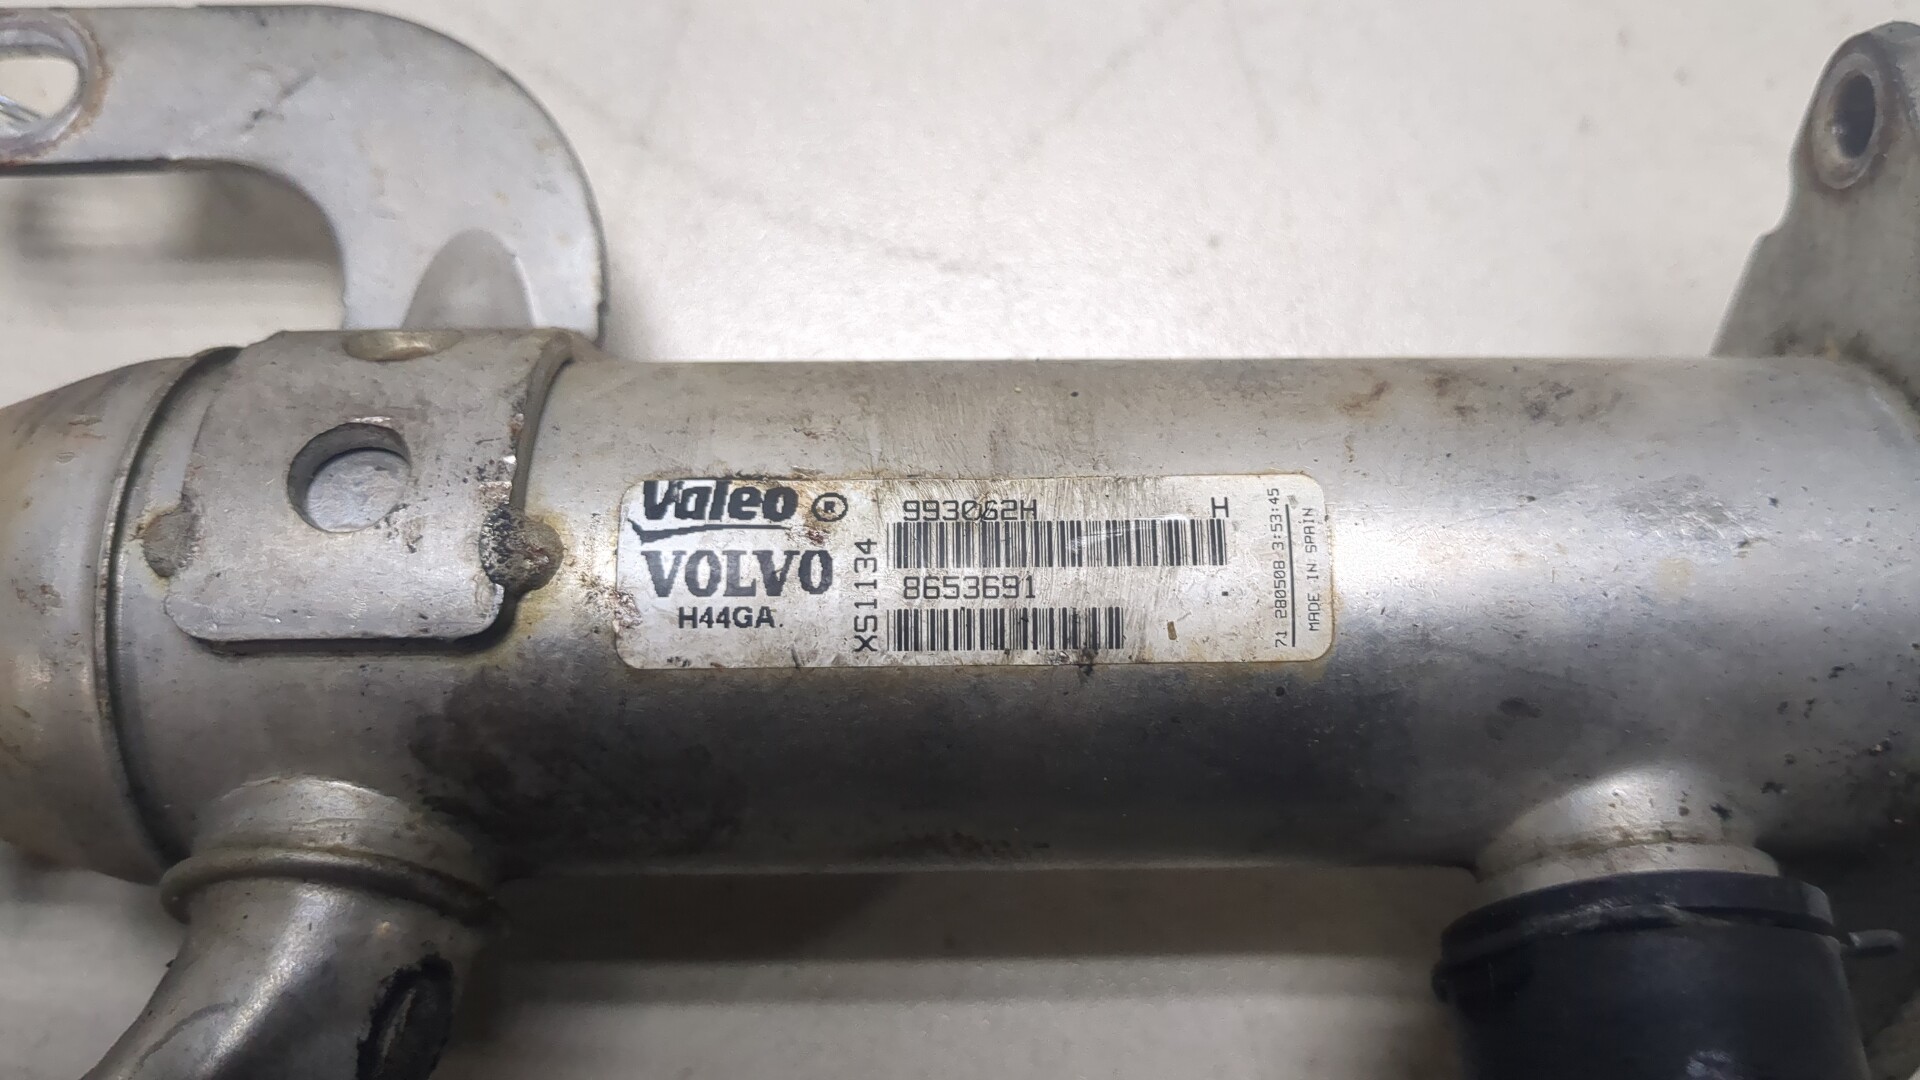 Valeo ®
VOLVO
H44GA.
XS1134
993062H H
8653691
71 280508 3:53:45
MADE IN SPAIN